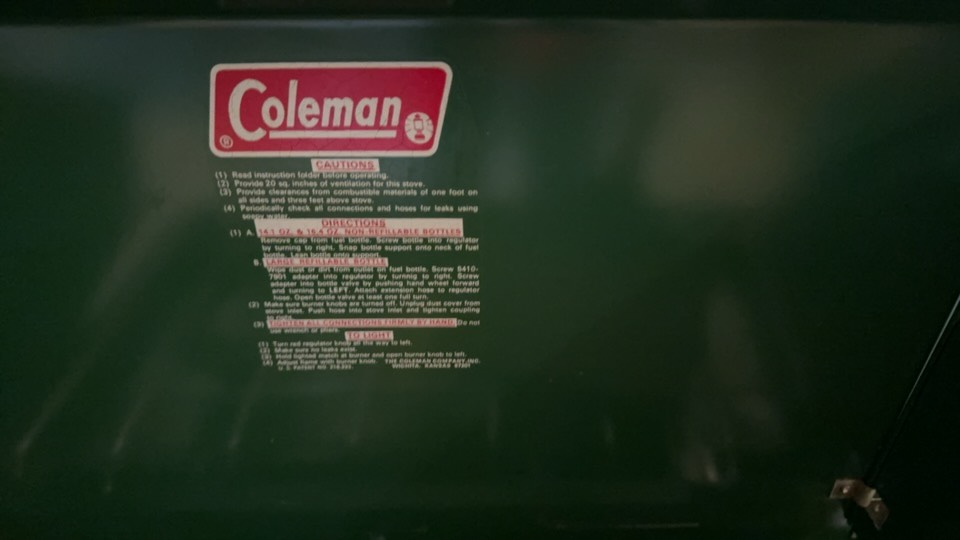 Coleman
®
CAUTIONS
(1) Read instruction folder before operating.
(2) Provide 20 sq. inches of ventilation for this stove.
(3) Provide clearances from combustible materials of one foot on
all sides and three feet above stove.
(4) Periodically check all connections and hoses for leaks using
soapy water.
DIRECTIONS
(1) A. 14.1 OZ. & 16.4 OZ. NON-REFILLABLE BOTTLES
Remove cap from fuel bottle. Screw bottle into regulator
by turning to right. Snap bottle support onto neck of fuel
bottle. Lean bottle onto support.
B. LARGE REFILLABLE BOTTLE
Wipe dust or dirt from outlet on fuel bottle. Screw 5410-
7901 adapter into regulator by turning to right. Screw
adapter into bottle valve by pushing hand wheel forward
and turning to LEFT. Attach extension hose to regulator
hose. Open bottle valve at least one full turn.
(2) Make sure burner knobs are turned off. Unplug dust cover from
stove inlet. Push hose into stove inlet and tighten coupling
to right.
(3) TIGHTEN ALL CONNECTIONS FIRMLY BY HAND. Do not
use wrench or pliers.
TO LIGHT
(1) Turn red regulator knob all the way to left.
(2) Make sure no leaks exist.
(3) Hold lighted match at burner and open burner knob to left.
(4) Adjust flame with burner knob. THE COLEMAN COMPANY, INC.
U.S. PATENT NO. WICHITA, KANSAS 67201